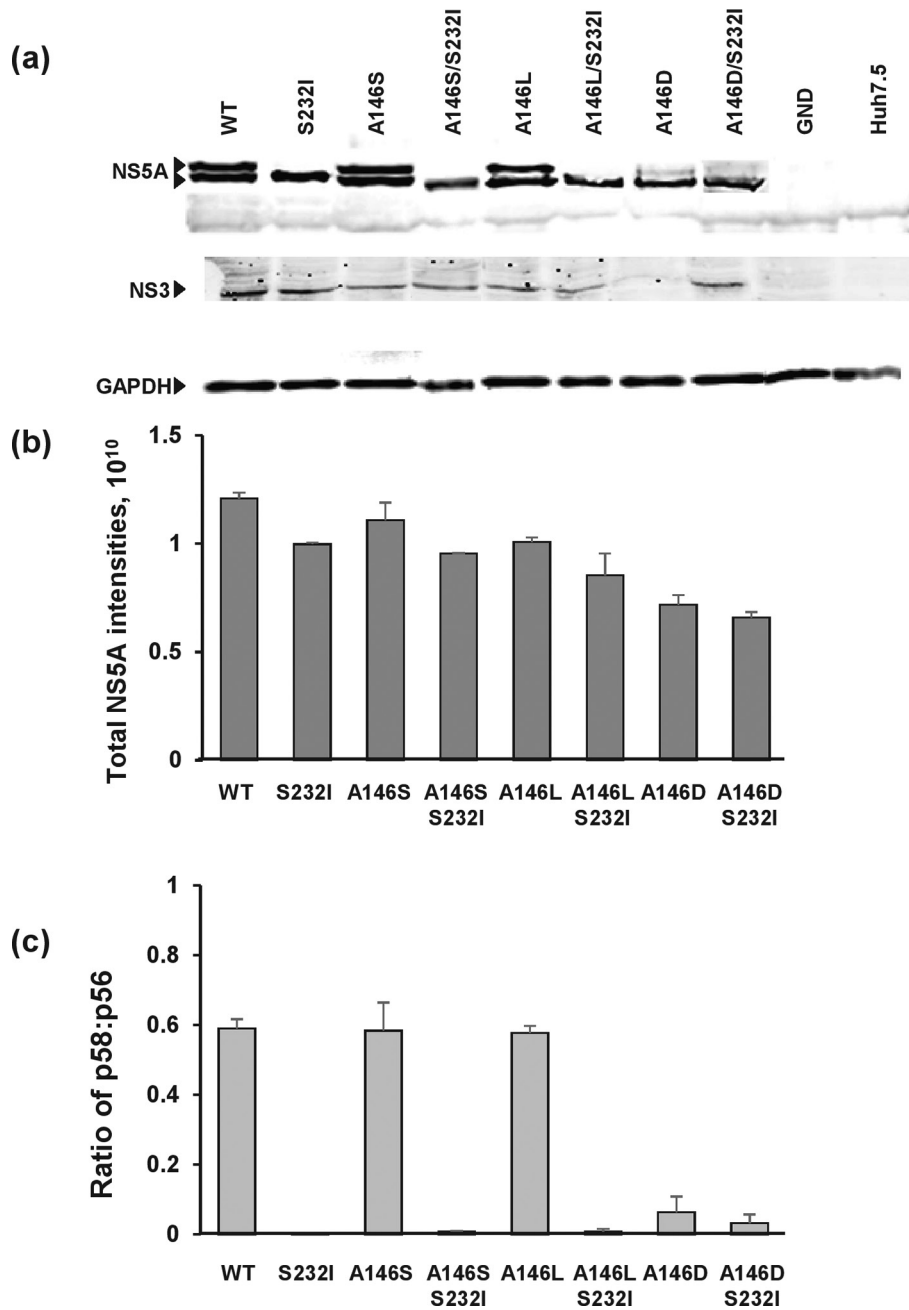 (a)
WT
S232I
A146S
A146S/S232I
A146L
A146L/S232I
A146D
A146D/S232I
GND
Huh7.5
NS5A
NS3
GAPDH
(b)
Total NS5A intensities, 10¹⁰
1.5
1
0.5
0
WT S232I A146S A146S A146L A146L A146D A146D
S232I S232I S232I
(c)
Ratio of p58:p56
1
0.8
0.6
0.4
0.2
0
WT S232I A146S A146S A146L A146L A146D A146D
S232I S232I S232I